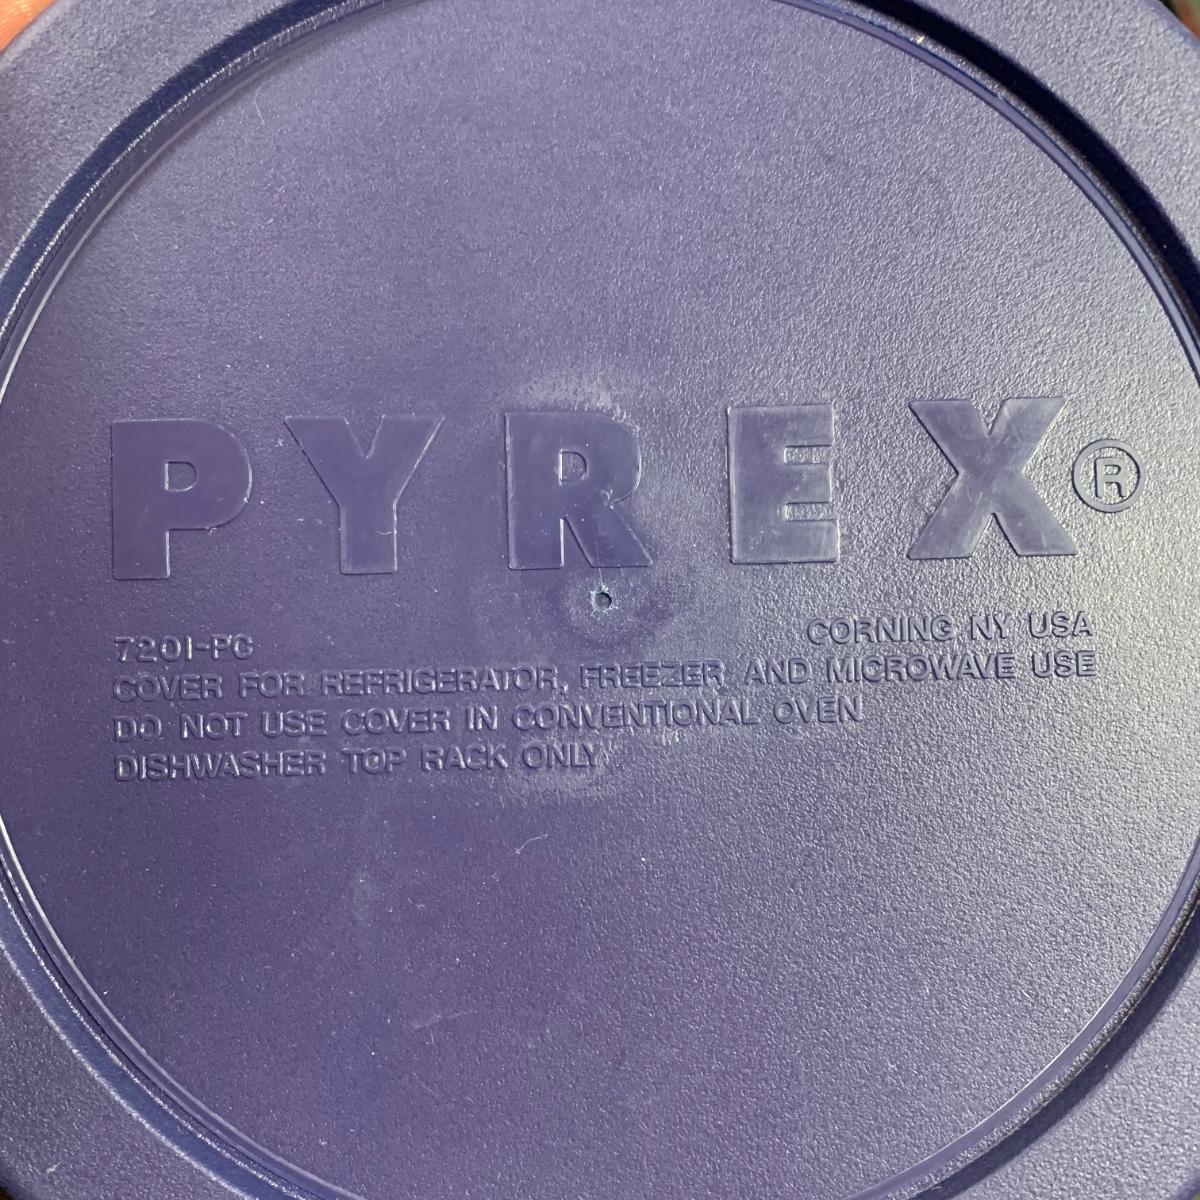 PYREX®
7201-PC CORNING NY USA
COVER FOR REFRIGERATOR, FREEZER AND MICROWAVE USE
DO NOT USE COVER IN CONVENTIONAL OVEN
DISHWASHER TOP RACK ONLY